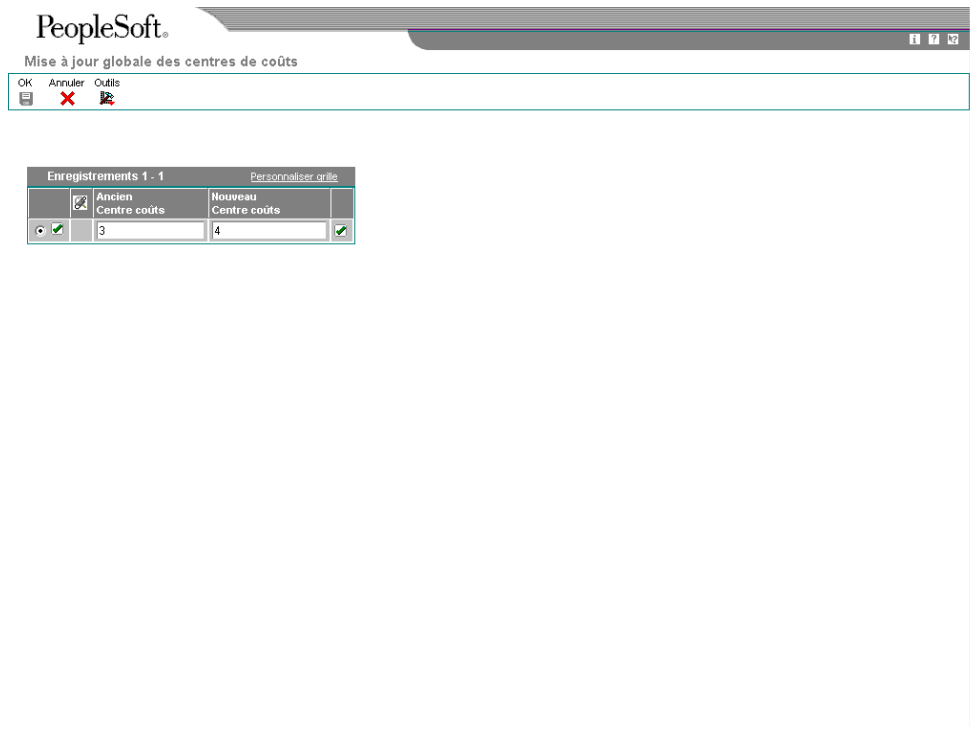 PeopleSoft®
Mise à jour globale des centres de coûts
OK Annuler Outils
Enregistrements 1 - 1 Personnaliser grille
Ancien Nouveau
Centre coûts Centre coûts
3 4